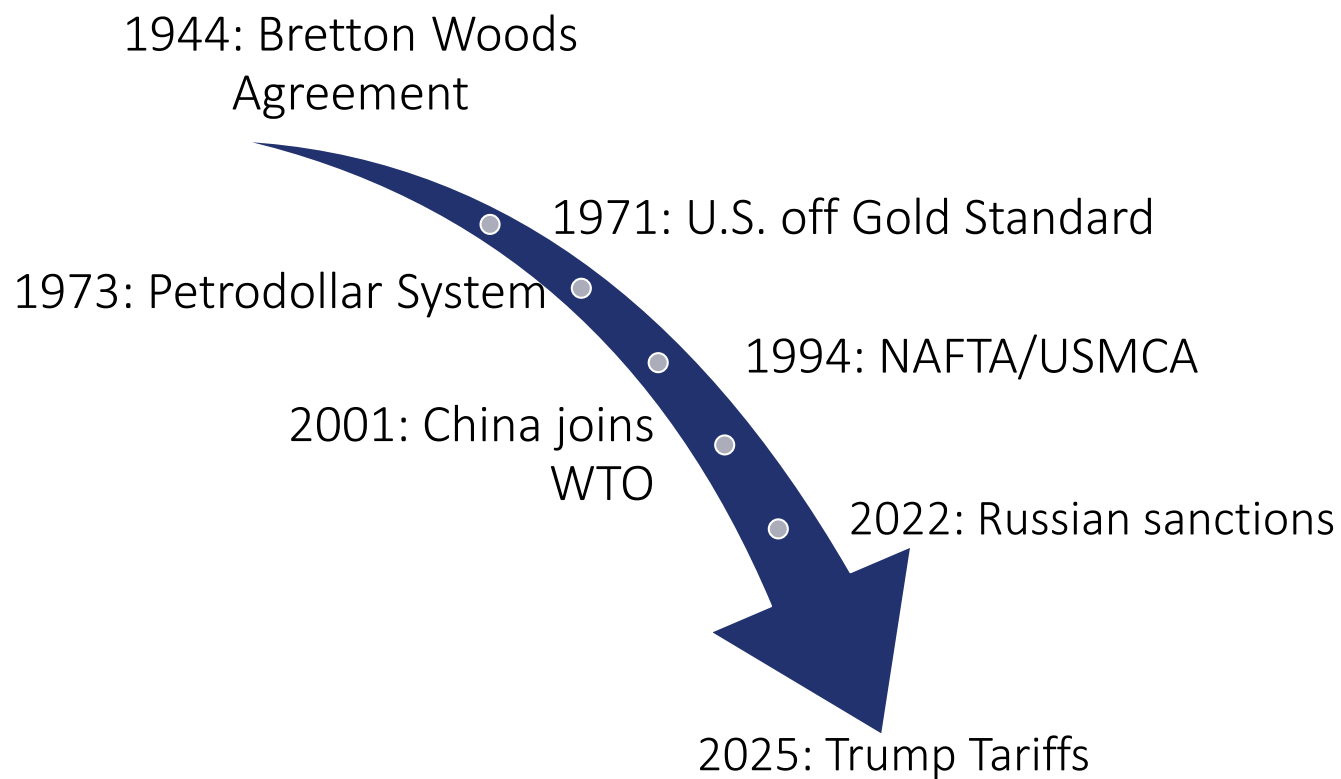 1944: Bretton Woods
Agreement
1971: U.S. off Gold Standard
1973: Petrodollar System
1994: NAFTA/USMCA
2001: China joins
WTO
2022: Russian sanctions
2025: Trump Tariffs